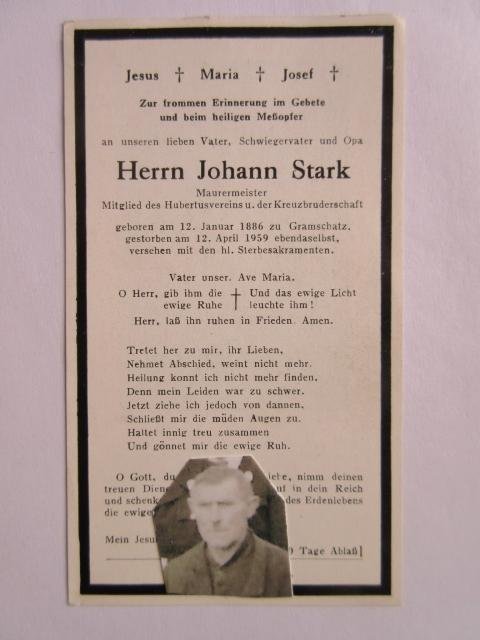 Jesus † Maria † Josef †
Zur frommen Erinnerung im Gebete
und beim heiligen Meßopfer
an unseren lieben Vater, Schwiegervater und Opa
Herrn Johann Stark
Maurermeister
Mitglied des Hubertusvereins u. der Kreuzbruderschaft
geboren am 12. Januar 1886 zu Gramschatz,
gestorben am 12. April 1959 ebendaselbst,
versehen mit den hl. Sterbesakramenten.
Vater unser. Ave Maria.
O Herr, gib ihm die † Und das ewige Licht
ewige Ruhe leuchte ihm!
Herr, laß ihn ruhen in Frieden. Amen.
Tretet her zu mir, ihr Lieben,
Nehmet Abschied, weint nicht mehr.
Heilung konnt ich nicht mehr finden,
Denn mein Leiden war zu schwer.
Jetzt ziehe ich jedoch von dannen,
Schließt mir die müden Augen zu.
Haltet innig treu zusammen
Und gönnet mir die ewige Ruh.
O Gott, du nimm deinen
treuen in dein Reich
und des Erdenlebens
die
Mein Tage Ablaß]